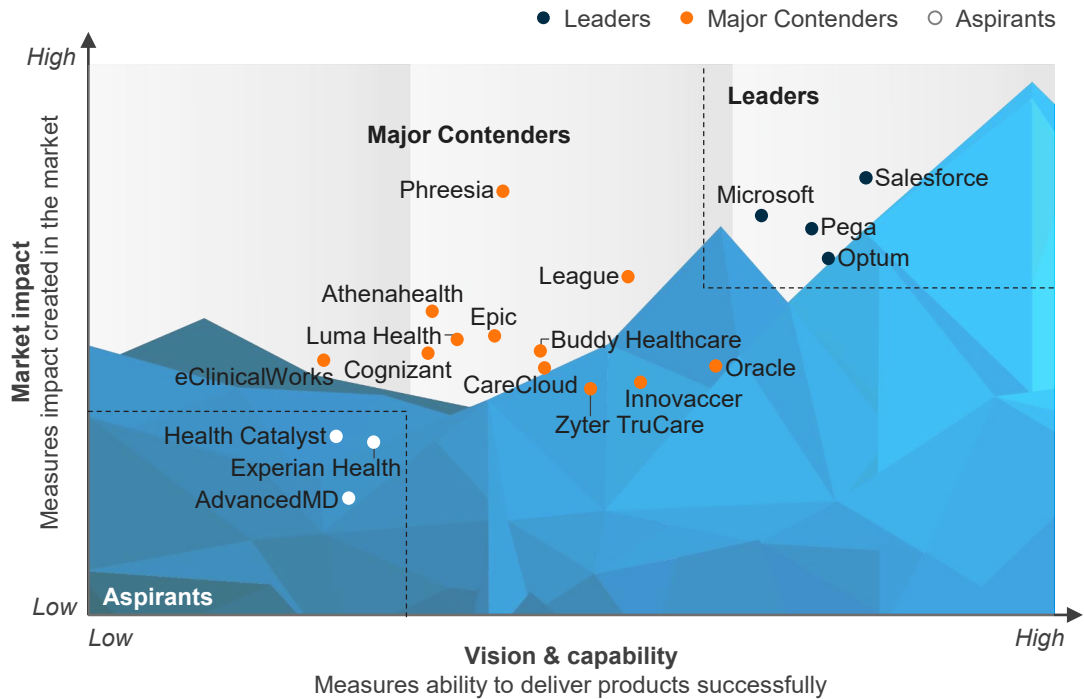 Leaders
Major Contenders
Aspirants
High
Leaders
Major Contenders
Phreesia
Salesforce
Microsoft
Pega
Optum
League
Athenahealth
Epic
Luma Health
Buddy Healthcare
Cognizant
Oracle
eClinicalWorks
CareCloud
Innovaccer
Zyter TruCare
Health Catalyst
Experian Health
AdvancedMD
Market impact
Measures impact created in the market
Aspirants
Low
Low
High
Vision & capability
Measures ability to deliver products successfully